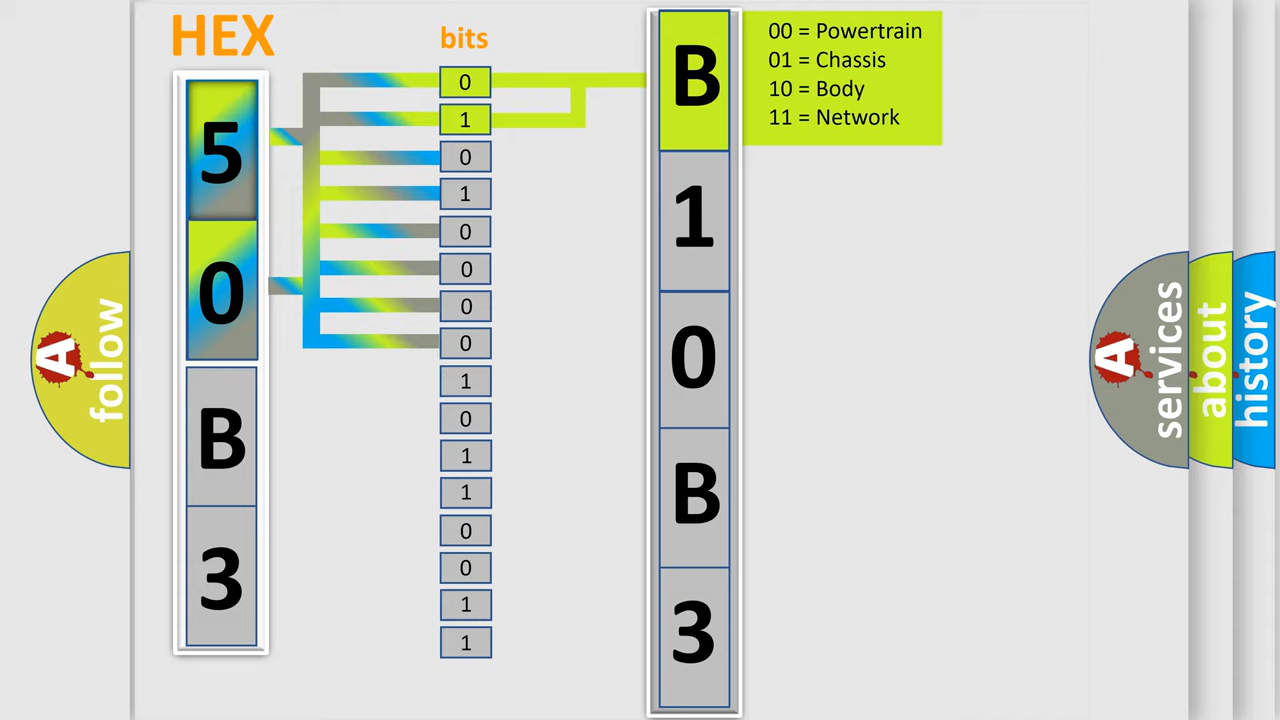 HEX
bits
5
0
B
3
0
1
0
1
0
0
0
0
1
0
1
1
0
0
1
1
B
1
0
B
3
00 = Powertrain
01 = Chassis
10 = Body
11 = Network
A
follow
A
services
about
history